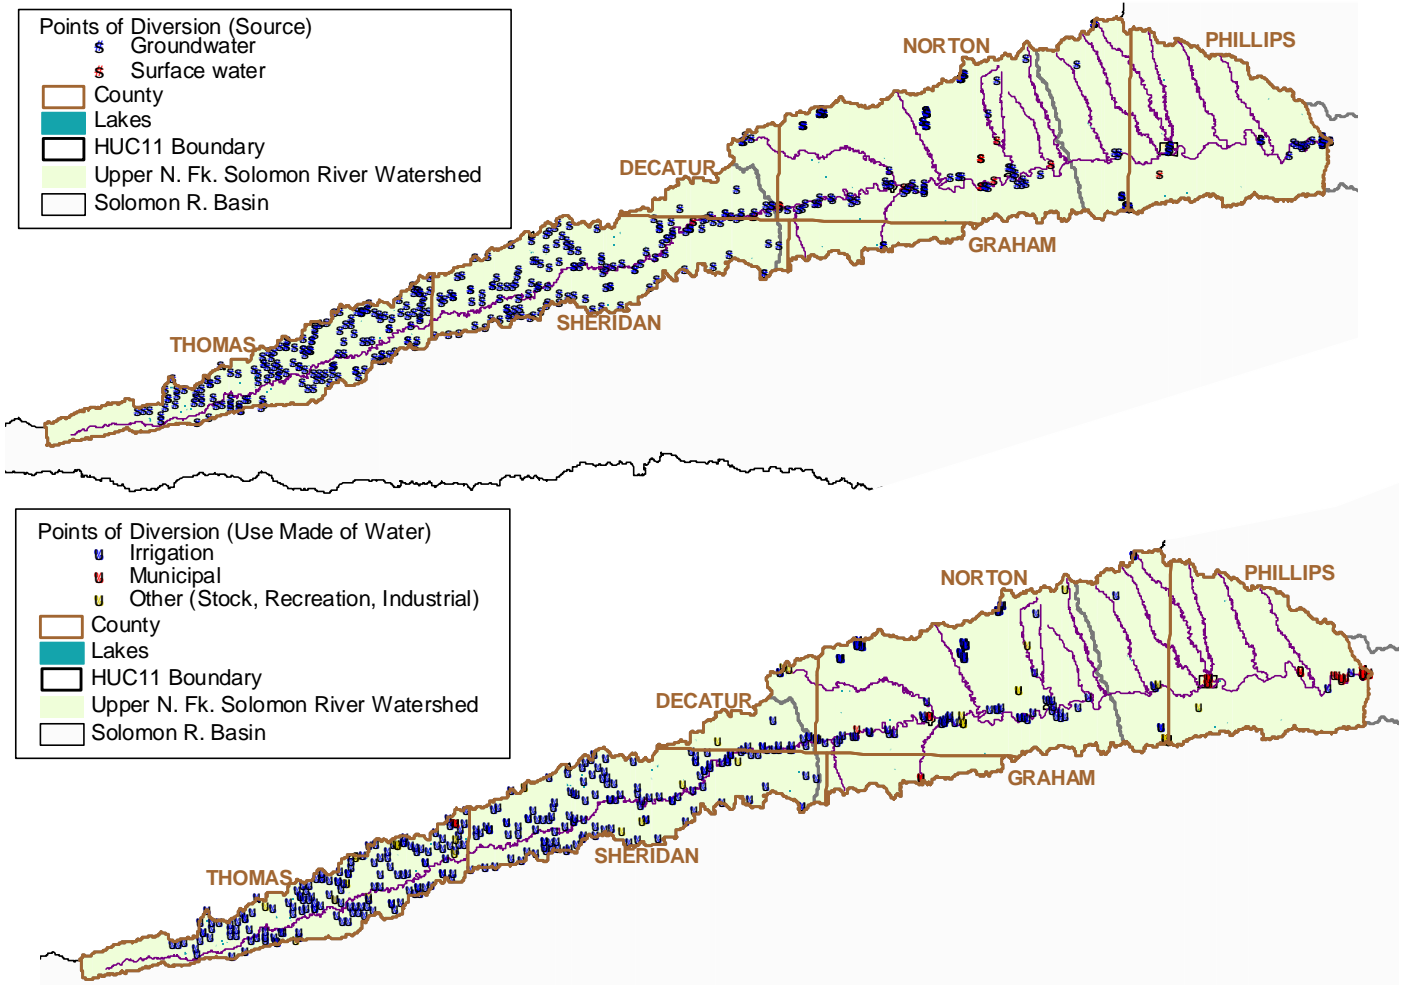 Points of Diversion (Source)
Groundwater
Surface water
County
Lakes
HUC11 Boundary
Upper N. Fk. Solomon River Watershed
Solomon R. Basin
NORTON
PHILLIPS
DECATUR
GRAHAM
SHERIDAN
THOMAS
Points of Diversion (Use Made of Water)
Irrigation
Municipal
Other (Stock, Recreation, Industrial)
County
Lakes
HUC11 Boundary
Upper N. Fk. Solomon River Watershed
Solomon R. Basin
NORTON
PHILLIPS
DECATUR
GRAHAM
SHERIDAN
THOMAS